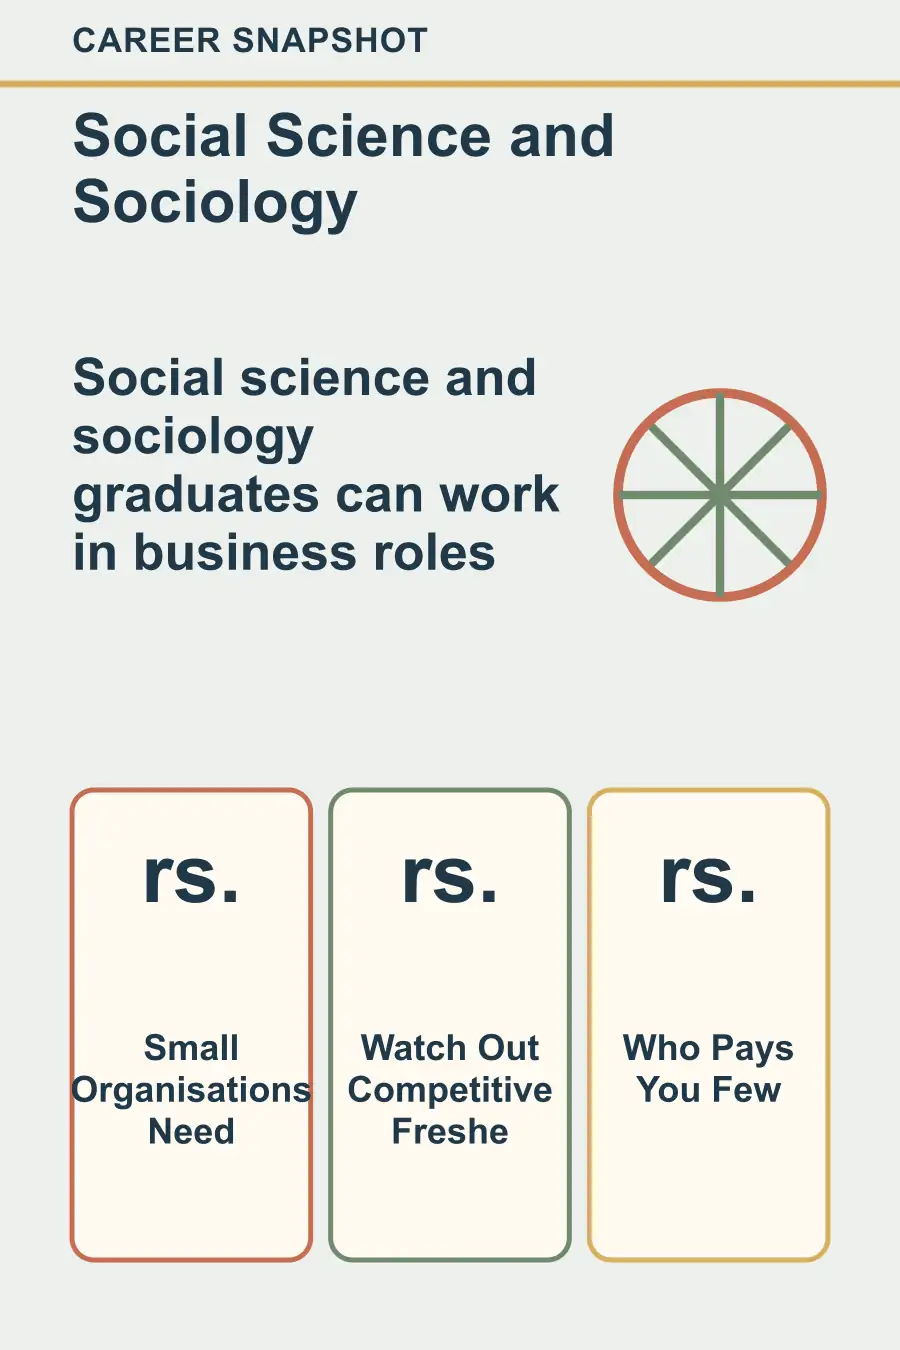 CAREER SNAPSHOT
Social Science and
Sociology
Social science and
sociology
graduates can work
in business roles
rs.
rs.
rs.
Small
Organisations
Need
Watch Out
Competitive
Freshe
Who Pays
You Few